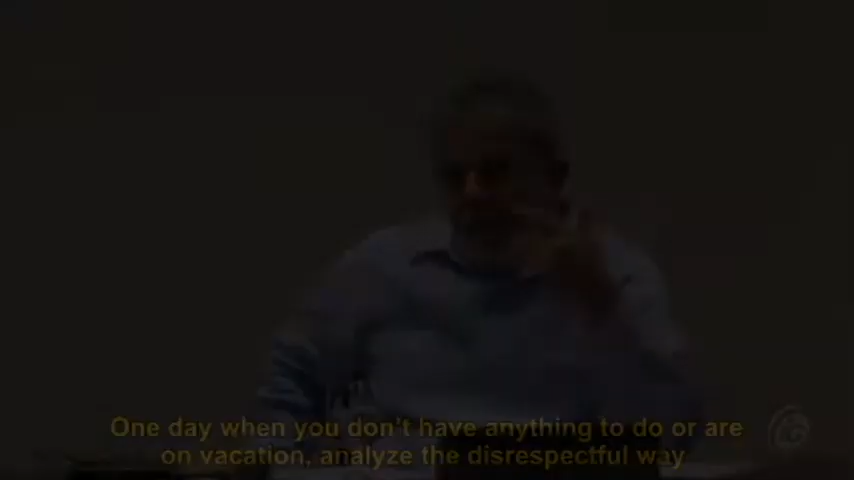 One day when you don't have anything to do or are
on vacation, analyze the disrespectful way